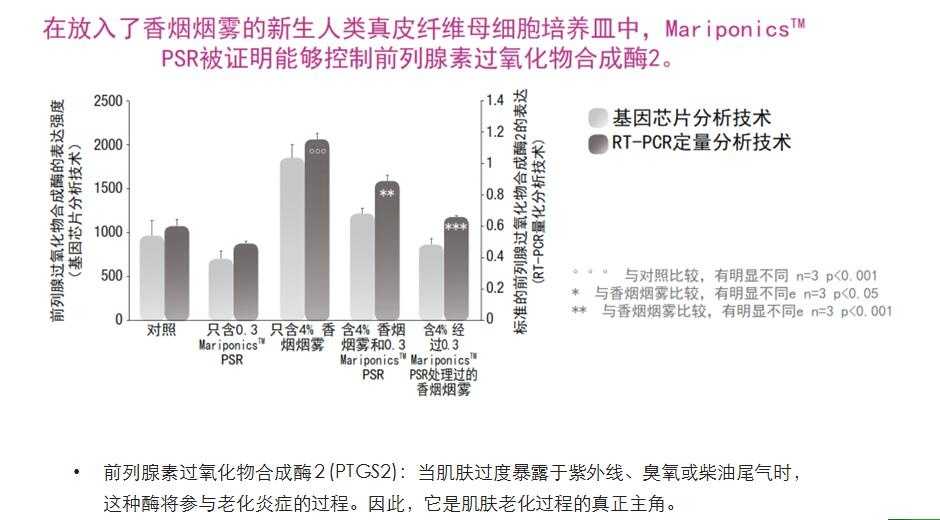 在放入了香烟烟雾的新生人类真皮纤维母细胞培养皿中，Mariponics™
PSR被证明能够控制前列腺素过氧化物合成酶2。
前列腺过氧化物合成酶的表达强度
（基因芯片分析技术）
2500
2000
1500
1000
500
0
1.4
1.2
1
0.8
0.6
0.4
0.2
0
标准的前列腺过氧化物合成酶2的表达
(RT-PCR量化分析技术)
°°°
**
***
对照
只含0.3
Mariponics™
PSR
只含4% 香
烟烟雾
含4% 香烟
烟雾和0.3
Mariponics™
PSR
含4% 经
过0.3
Mariponics™
PSR处理过的
香烟烟雾
基因芯片分析技术
RT-PCR定量分析技术
° ° ° 与对照比较，有明显不同 n=3 p<0.001
* 与香烟烟雾比较，有明显不同e n=3 p<0.05
** 与香烟烟雾比较，有明显不同e n=3 p<0.001
• 前列腺素过氧化物合成酶2(PTGS2)：当肌肤过度暴露于紫外线、臭氧或柴油尾气时，
这种酶将参与老化炎症的过程。因此，它是肌肤老化过程的真正主角。